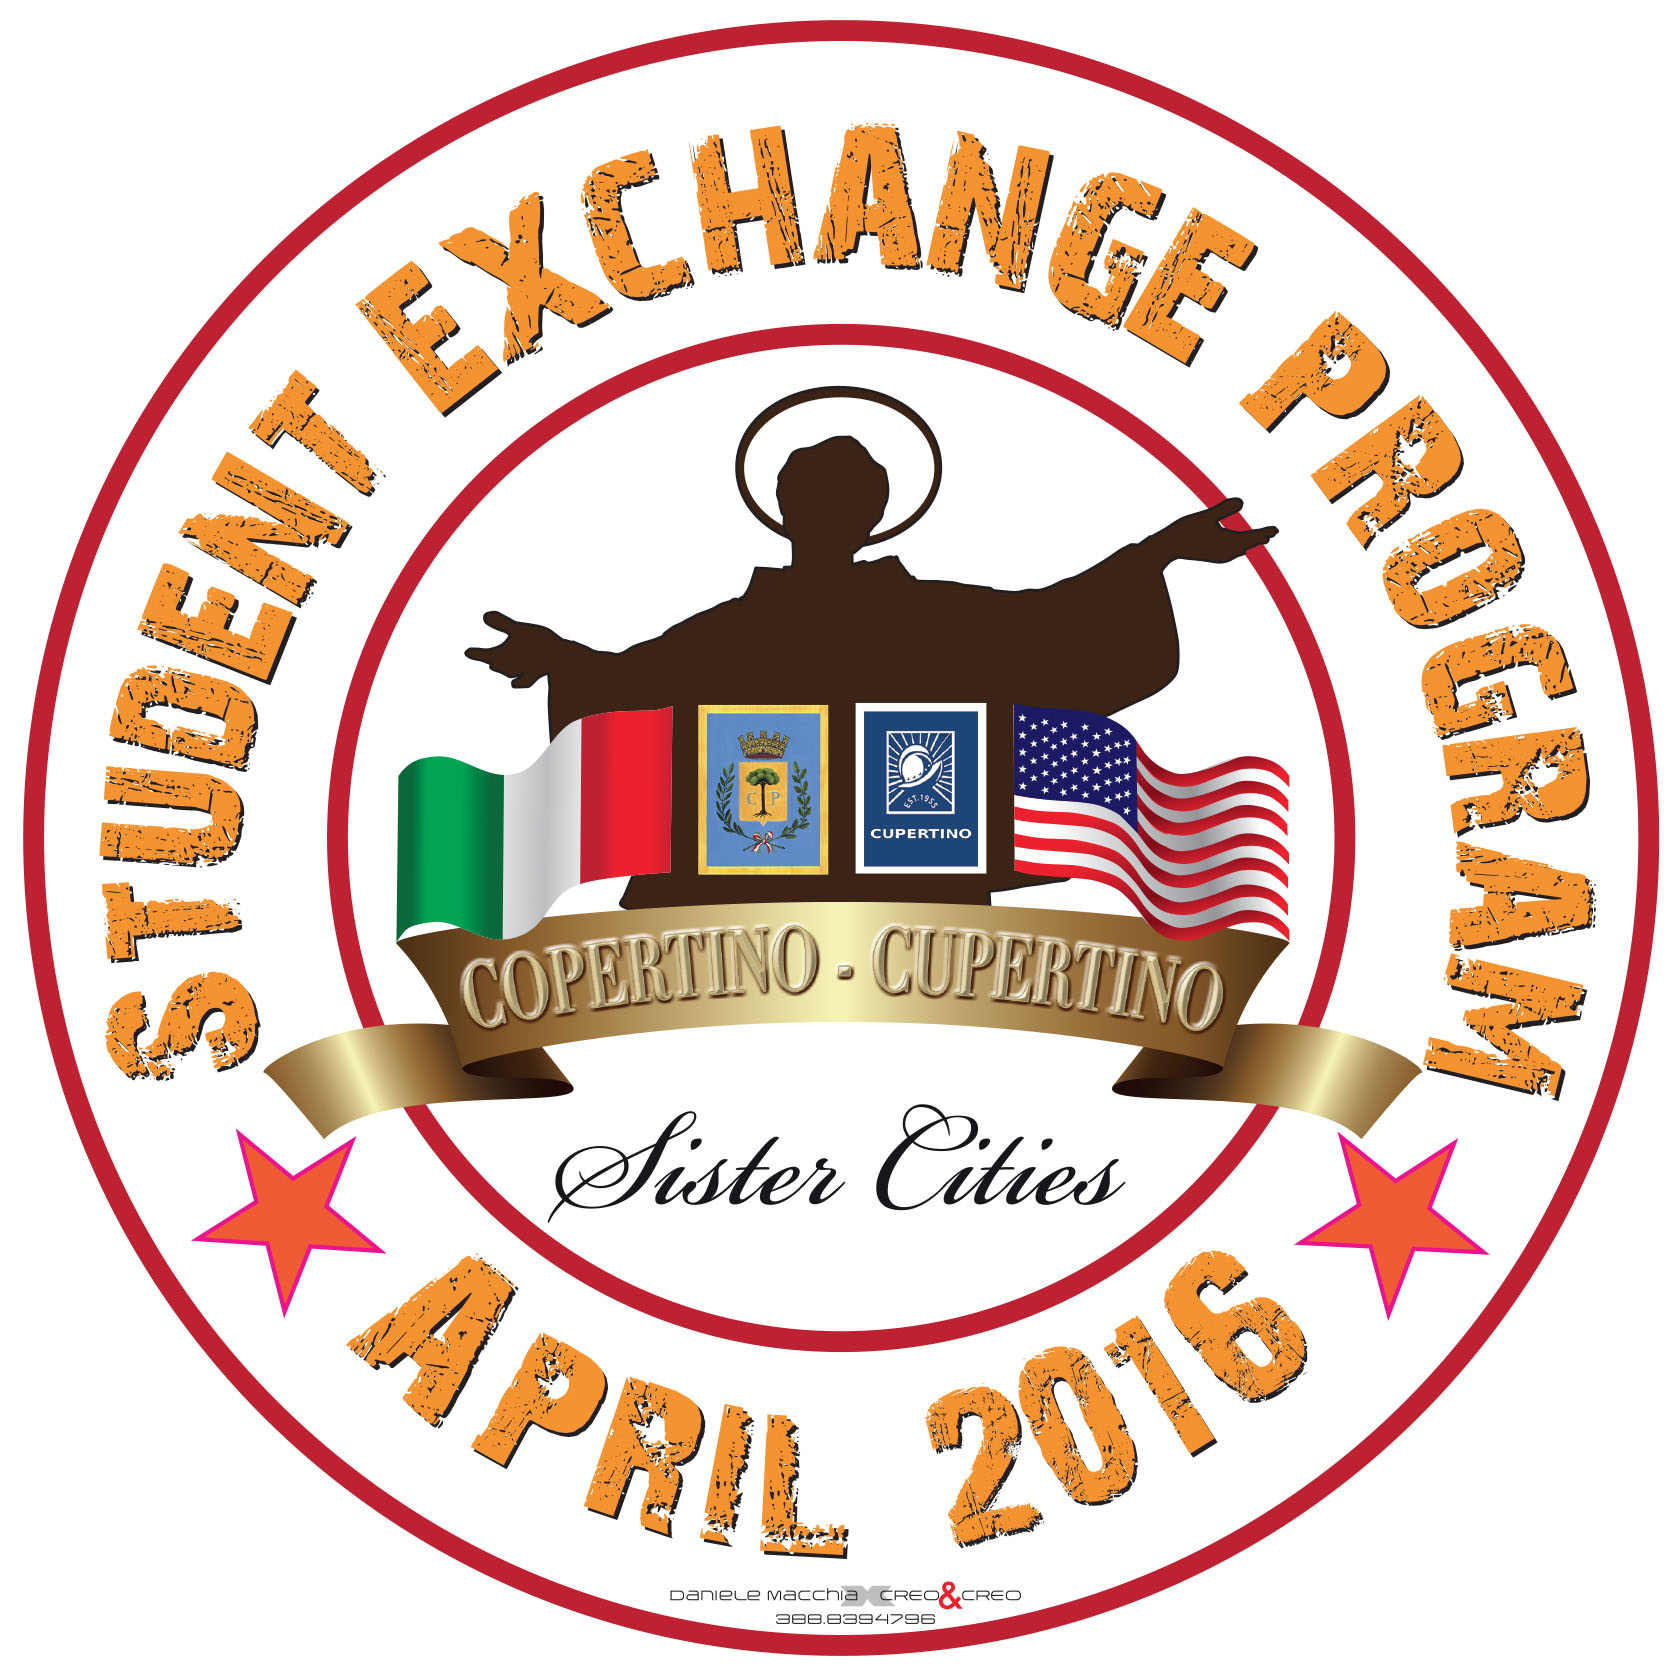 STUDENT EXCHANGE PROGRAM
C P
EST. 1955
CUPERTINO
COPERTINO · CUPERTINO
Sister Cities
APRIL 2016
DANIELE MACCHIA X CREO&CREO
388.8394796